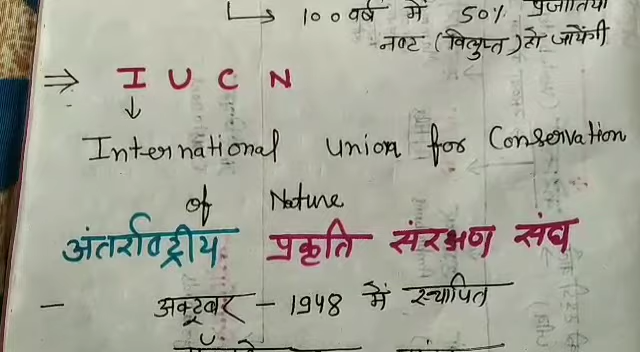 ↳ 100 वर्ष में 50% प्रजातियां
नष्ट (विलुप्त) हो जायेंगी
⇒ I U C N
↓
International Union for Conservation
of Nature
अंतर्राष्ट्रीय प्रकृति संरक्षण संघ
- अक्टूबर - 1948 में स्थापित